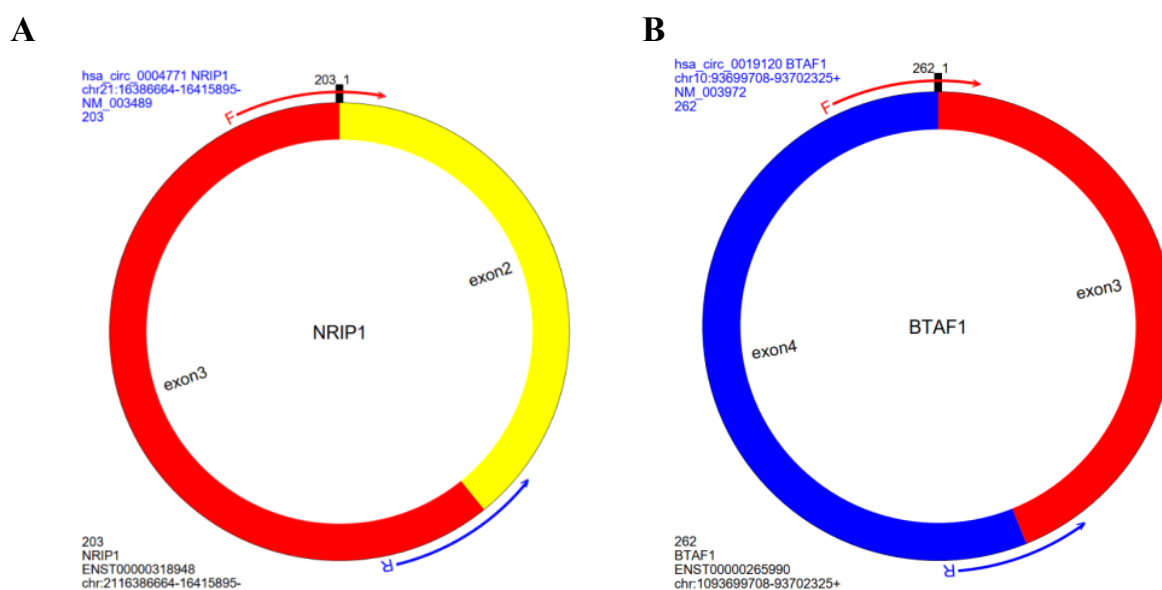 A
hsa_circ_0004771 NRIP1
chr21:16386664-16415895-
NM_003489
203
203_1
F
exon2
NRIP1
exon3
R
203
NRIP1
ENST00000318948
chr:2116386664-16415895-
B
hsa_circ_0019120 BTAF1
chr10:93699708-93702325+
NM_003972
262
262_1
F
exon3
BTAF1
exon4
R
262
BTAF1
ENST00000265990
chr:1093699708-93702325+